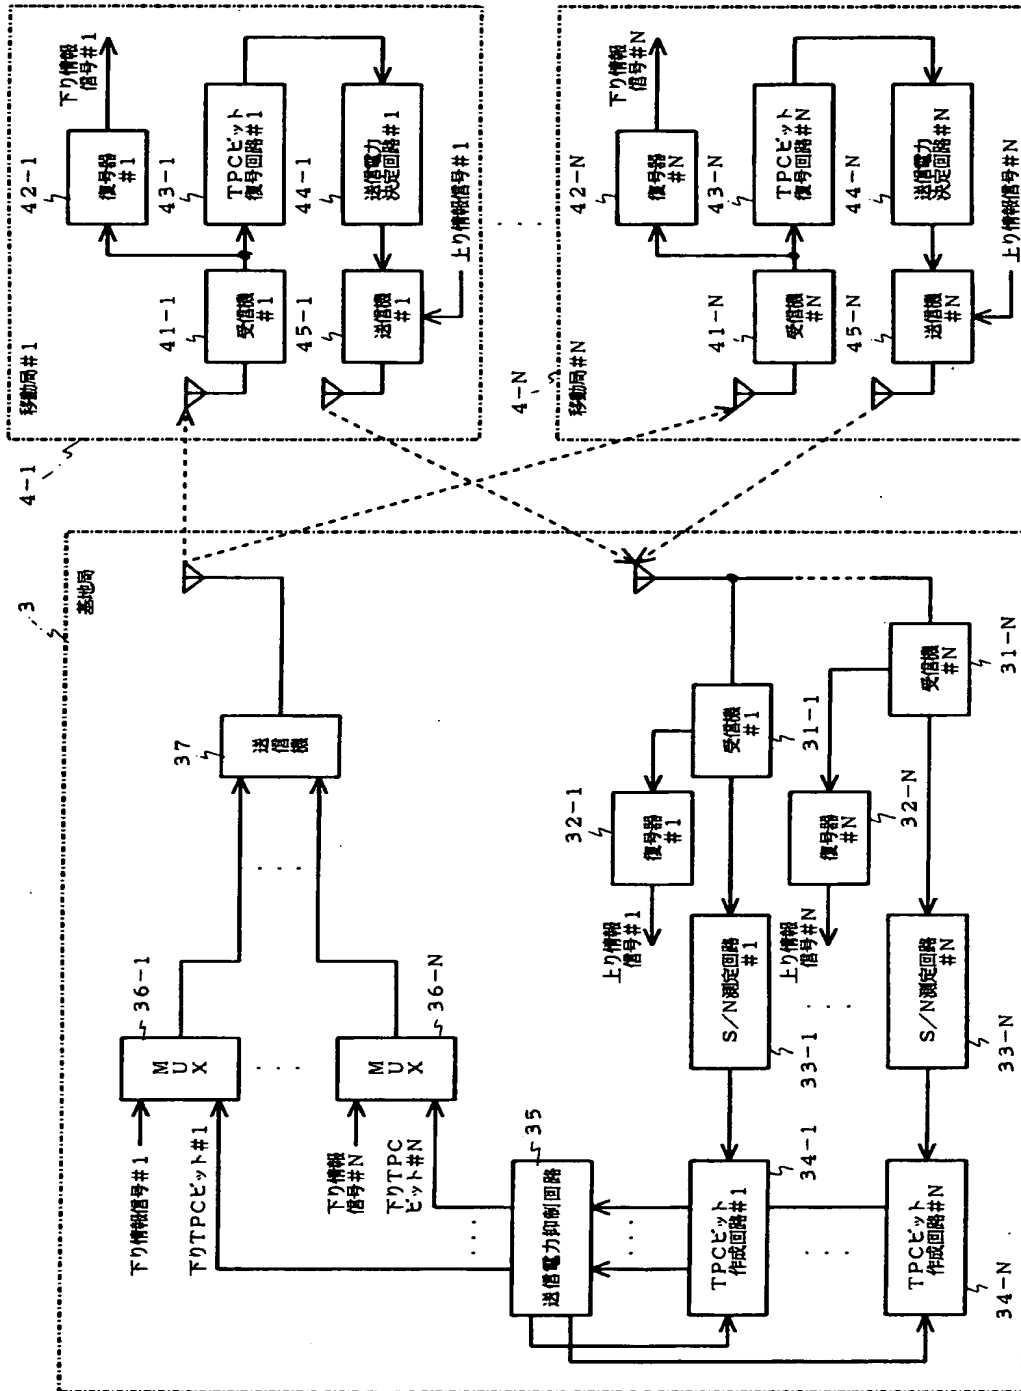 移動局#1
4-1
受信機
#1
41-1
復号器
#1
42-1
下り情報
信号#1
TPCビット
復号回路#1
43-1
送信電力
決定回路#1
44-1
送信機
#1
45-1
上り情報信号#1
移動局#N
4-N
受信機
#N
41-N
復号器
#N
42-N
下り情報
信号#N
TPCビット
復号回路#N
43-N
送信電力
決定回路#N
44-N
送信機
#N
45-N
上り情報信号#N
3
基地局
送信機
37
MUX
36-1
MUX
36-N
下り情報信号#1
下りTPCビット#1
下り情報
信号#N
下りTPC
ビット#N
送信電力抑制回路
35
受信機
#1
31-1
復号器
#1
32-1
上り情報
信号#1
S/N測定回路
#1
33-1
TPCビット
作成回路#1
34-1
受信機
#N
31-N
復号器
#N
32-N
上り情報
信号#N
S/N測定回路
#N
33-N
TPCビット
作成回路#N
34-N